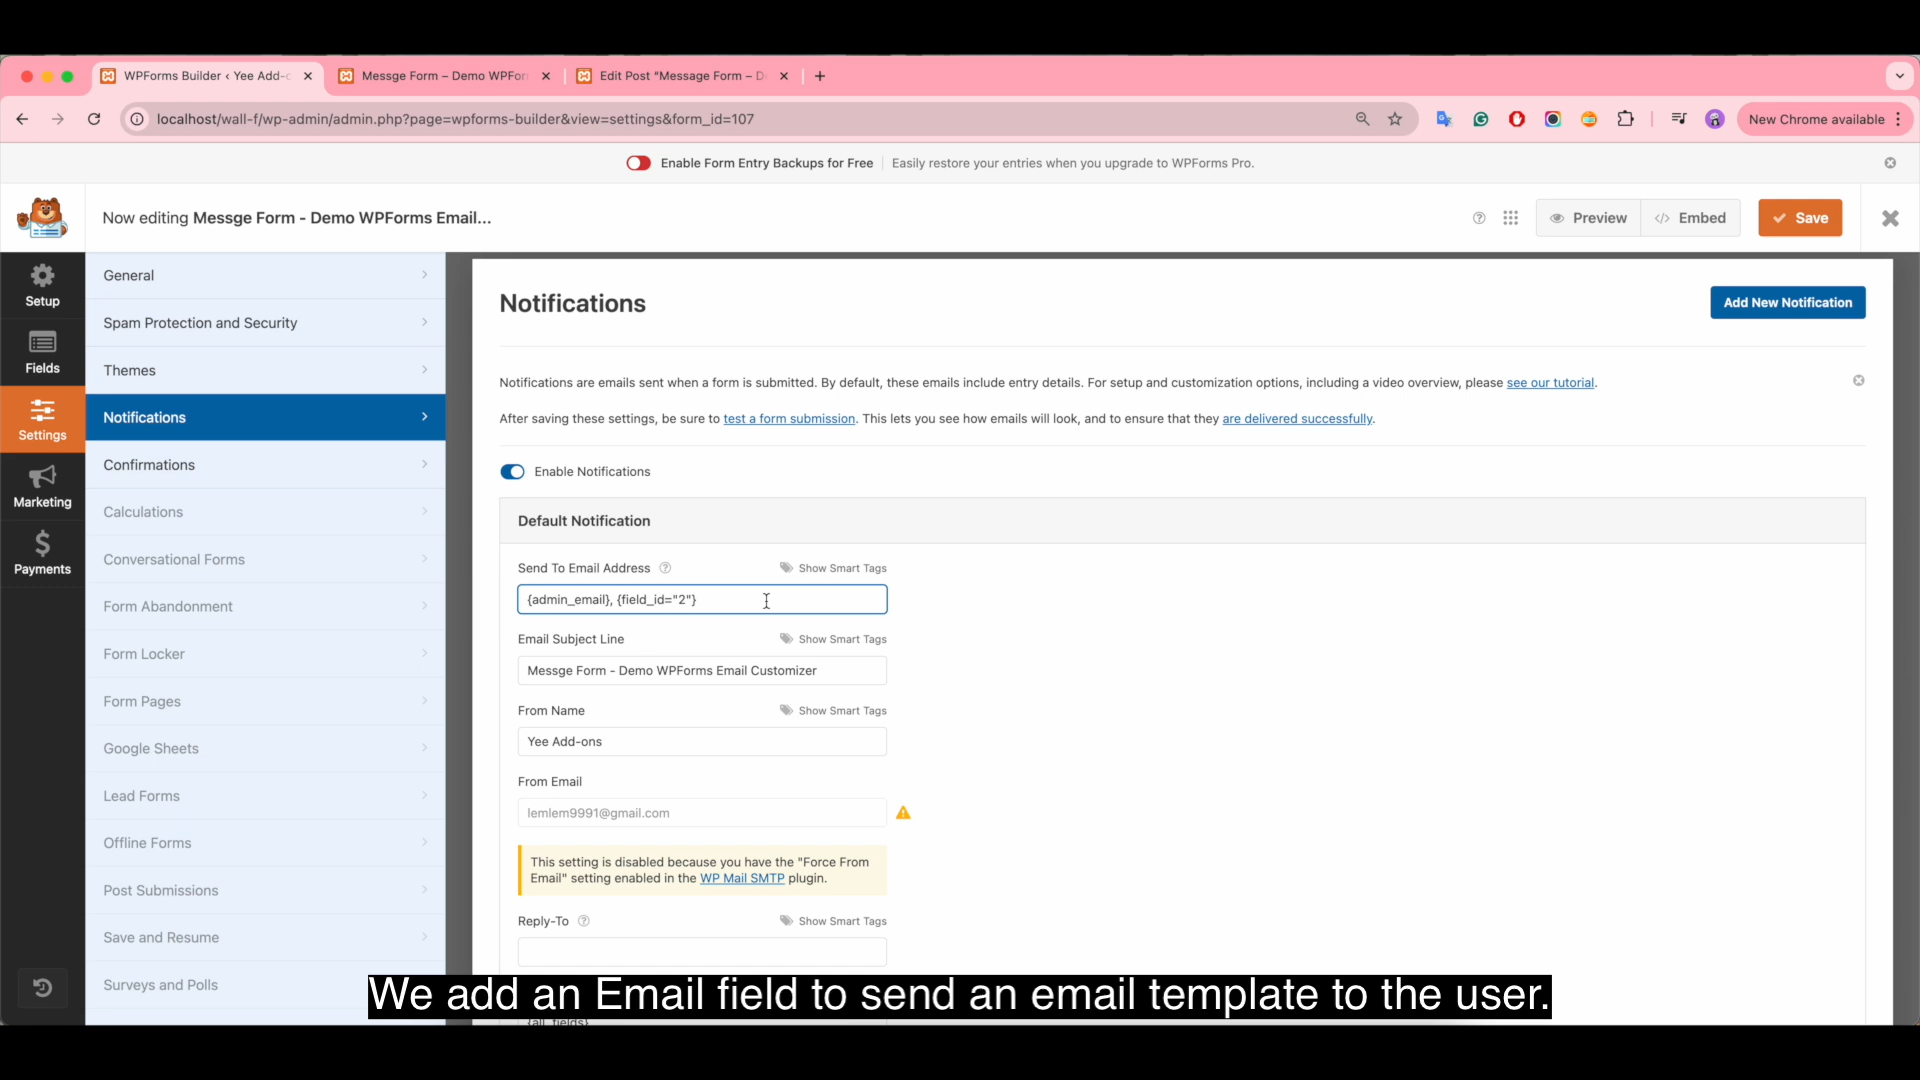 WPForms Builder ‹ Yee Add-o
Messge Form – Demo WPFor
Edit Post “Message Form – D
localhost/wall-f/wp-admin/admin.php?page=wpforms-builder&view=settings&form_id=107
New Chrome available
Enable Form Entry Backups for Free
Easily restore your entries when you upgrade to WPForms Pro.
Now editing Messge Form - Demo WPForms Email...
Preview
Embed
Save
Setup
Fields
Settings
Marketing
Payments
General
Spam Protection and Security
Themes
Notifications
Confirmations
Calculations
Conversational Forms
Form Abandonment
Form Locker
Form Pages
Google Sheets
Lead Forms
Offline Forms
Post Submissions
Save and Resume
Surveys and Polls
Notifications
Add New Notification
Notifications are emails sent when a form is submitted. By default, these emails include entry details. For setup and customization options, including a video overview, please see our tutorial.
After saving these settings, be sure to test a form submission. This lets you see how emails will look, and to ensure that they are delivered successfully.
Enable Notifications
Default Notification
Send To Email Address
Show Smart Tags
{admin_email}, {field_id="2"}
Email Subject Line
Show Smart Tags
Messge Form - Demo WPForms Email Customizer
From Name
Show Smart Tags
Yee Add-ons
From Email
lemlem9991@gmail.com
This setting is disabled because you have the "Force From
Email" setting enabled in the WP Mail SMTP plugin.
Reply-To
Show Smart Tags
We add an Email field to send an email template to the user.
{all_fields}